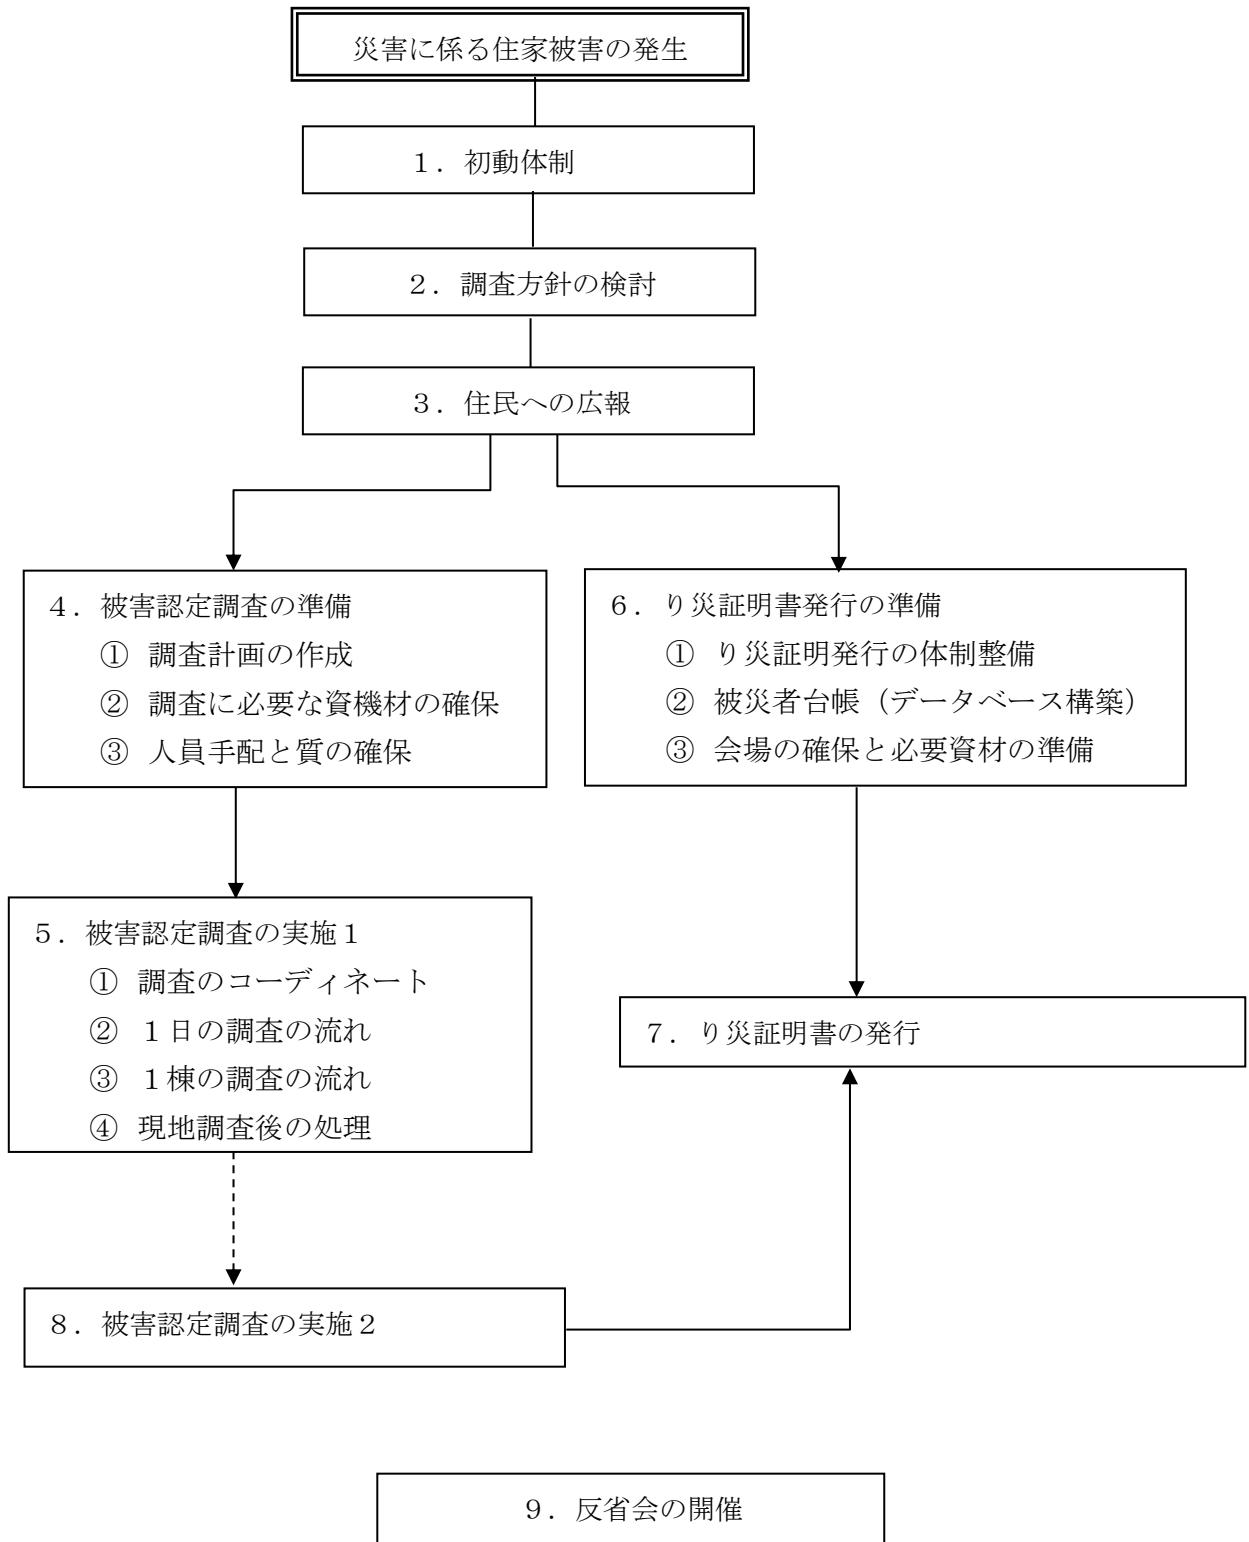 災害に係る住家被害の発生
１．初動体制
２．調査方針の検討
３．住民への広報
４．被害認定調査の準備
① 調査計画の作成
② 調査に必要な資機材の確保
③ 人員手配と質の確保
６．り災証明書発行の準備
① り災証明発行の体制整備
② 被災者台帳（データベース構築）
③ 会場の確保と必要資材の準備
５．被害認定調査の実施１
① 調査のコーディネート
② １日の調査の流れ
③ １棟の調査の流れ
④ 現地調査後の処理
７．り災証明書の発行
８．被害認定調査の実施２
９．反省会の開催